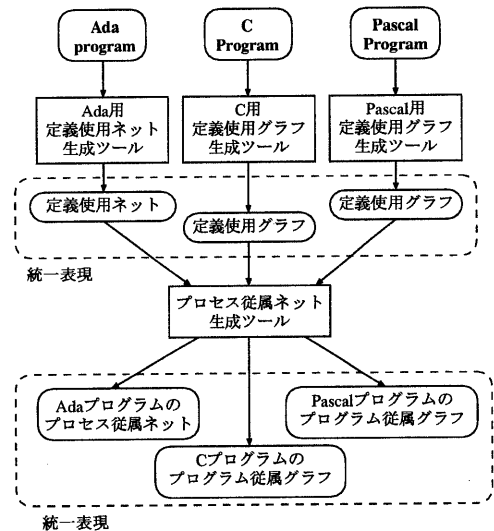 Ada
program
C
Program
Pascal
Program
Ada用
定義使用ネット
生成ツール
C用
定義使用グラフ
生成ツール
Pascal用
定義使用グラフ
生成ツール
定義使用ネット
定義使用グラフ
定義使用グラフ
統一表現
プロセス従属ネット
生成ツール
Adaプログラムの
プロセス従属ネット
Pascalプログラムの
プログラム従属グラフ
Cプログラムの
プログラム従属グラフ
統一表現